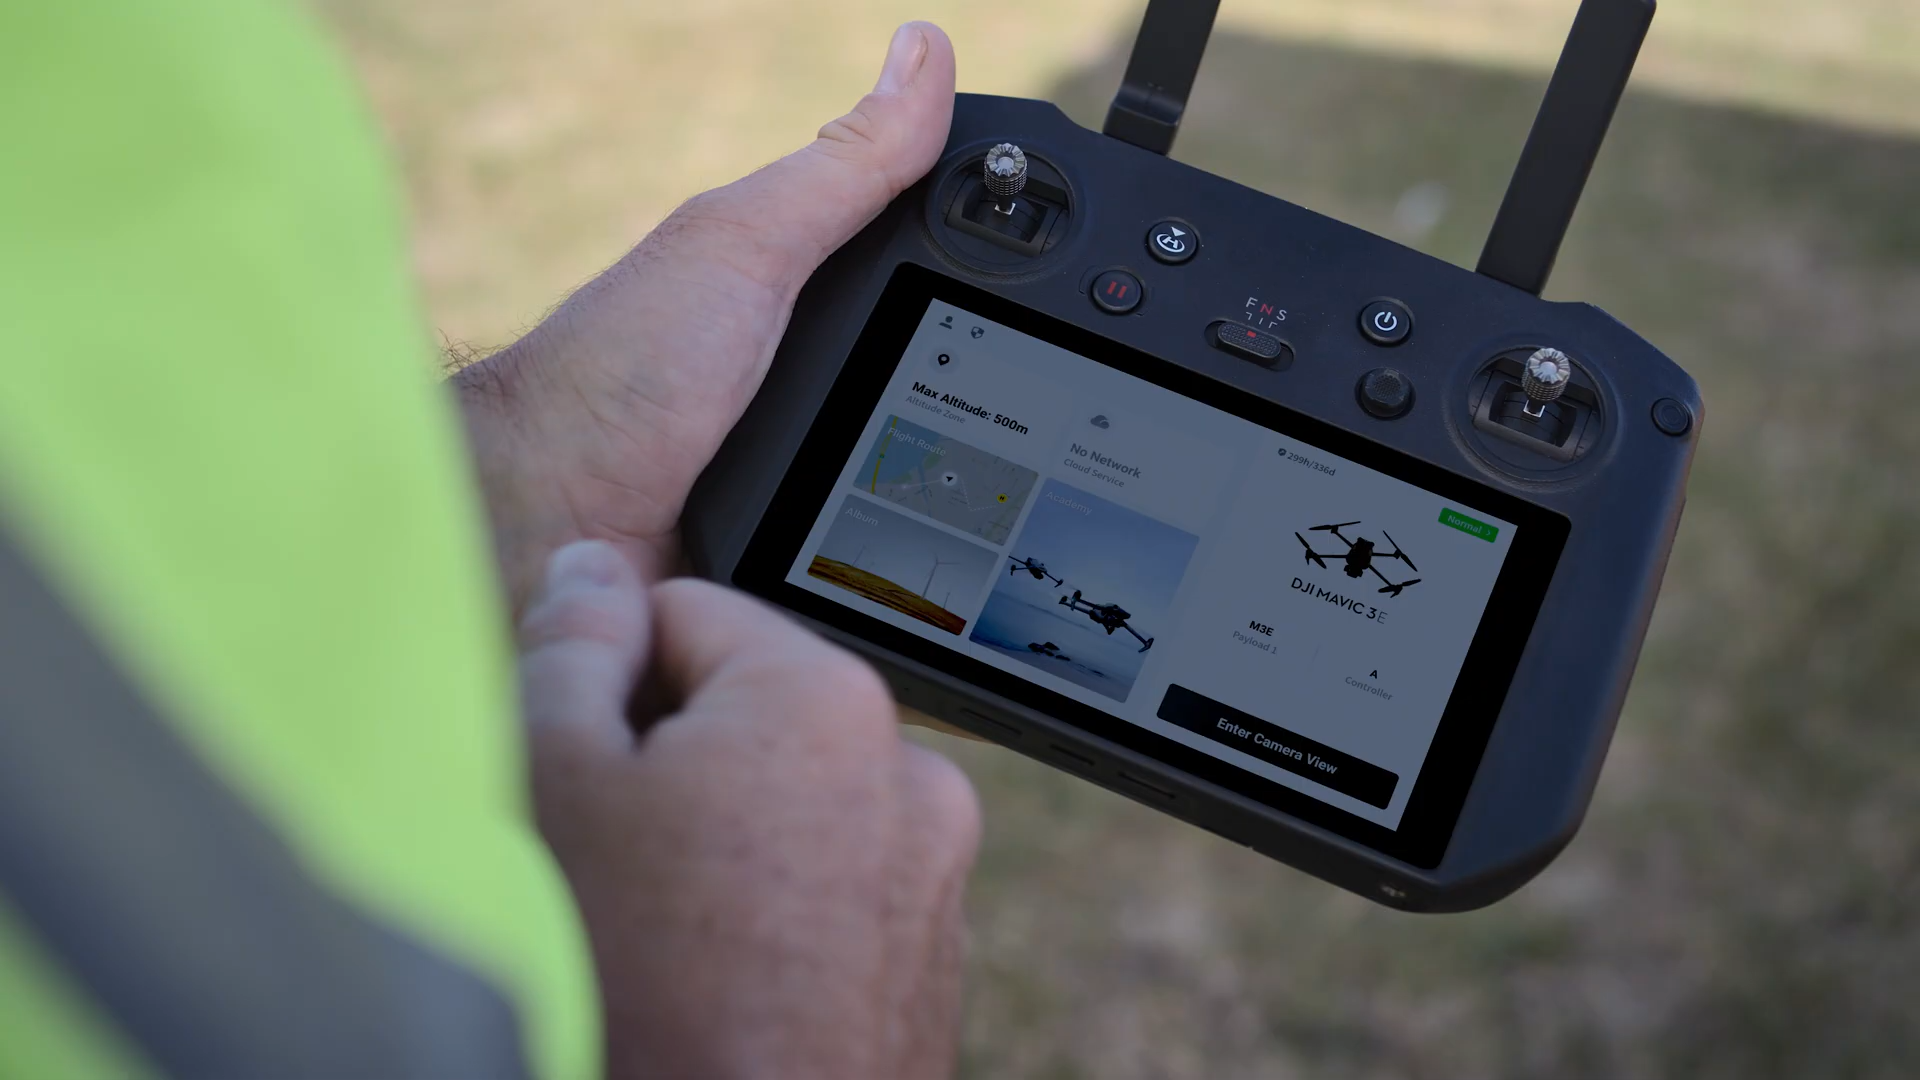 F N S
Max Altitude: 500m
Altitude Zone
Flight Route
Album
No Network
Cloud Service
Academy
299h/336d
Normal >
DJI MAVIC 3E
M3E
Payload 1
A
Controller
Enter Camera View